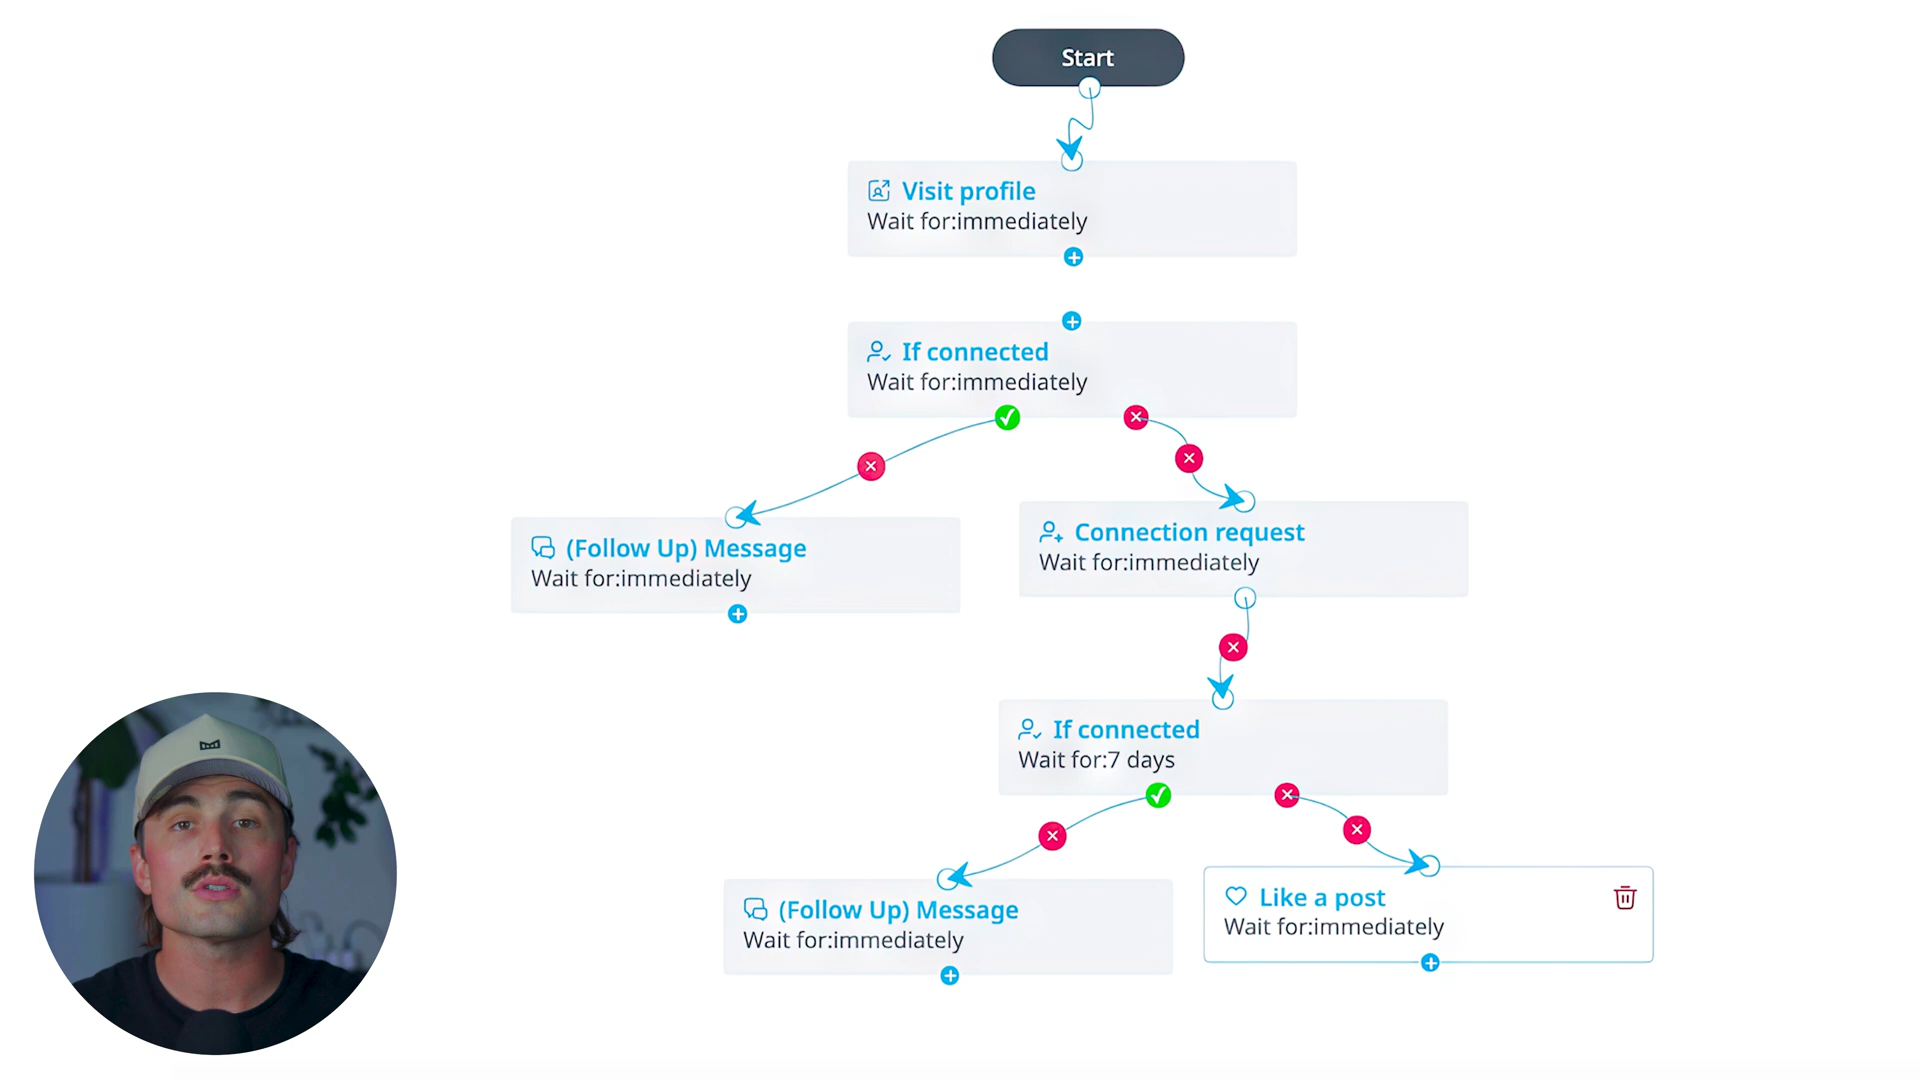 Start
Visit profile
Wait for:immediately
If connected
Wait for:immediately
(Follow Up) Message
Wait for:immediately
Connection request
Wait for:immediately
If connected
Wait for:7 days
(Follow Up) Message
Wait for:immediately
Like a post
Wait for:immediately